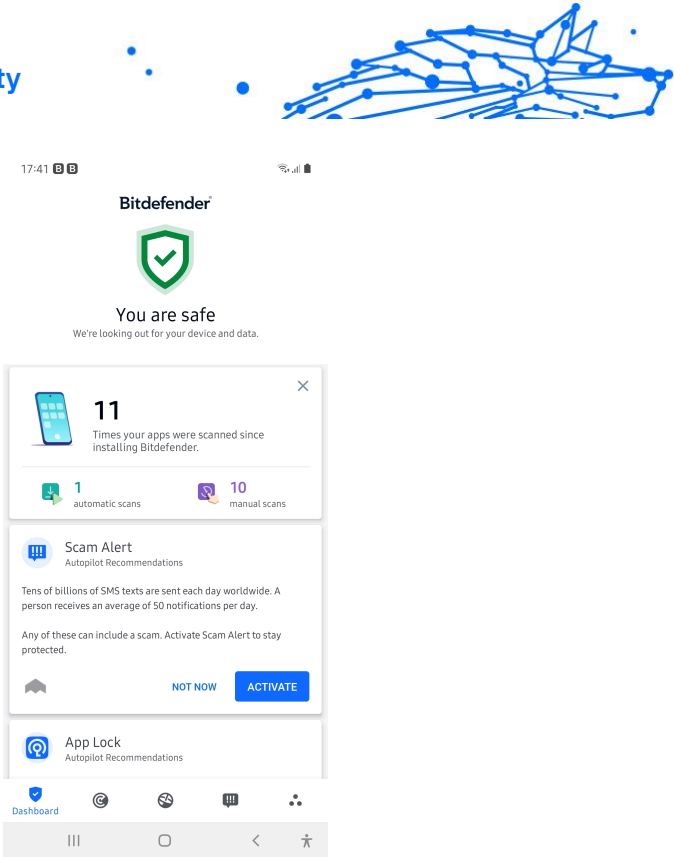 ty
17:41 B B
Bitdefender®
You are safe
We're looking out for your device and data.
11
Times your apps were scanned since
installing Bitdefender.
1
automatic scans
10
manual scans
Scam Alert
Autopilot Recommendations
Tens of billions of SMS texts are sent each day worldwide. A
person receives an average of 50 notifications per day.
Any of these can include a scam. Activate Scam Alert to stay
protected.
NOT NOW ACTIVATE
App Lock
Autopilot Recommendations
Dashboard